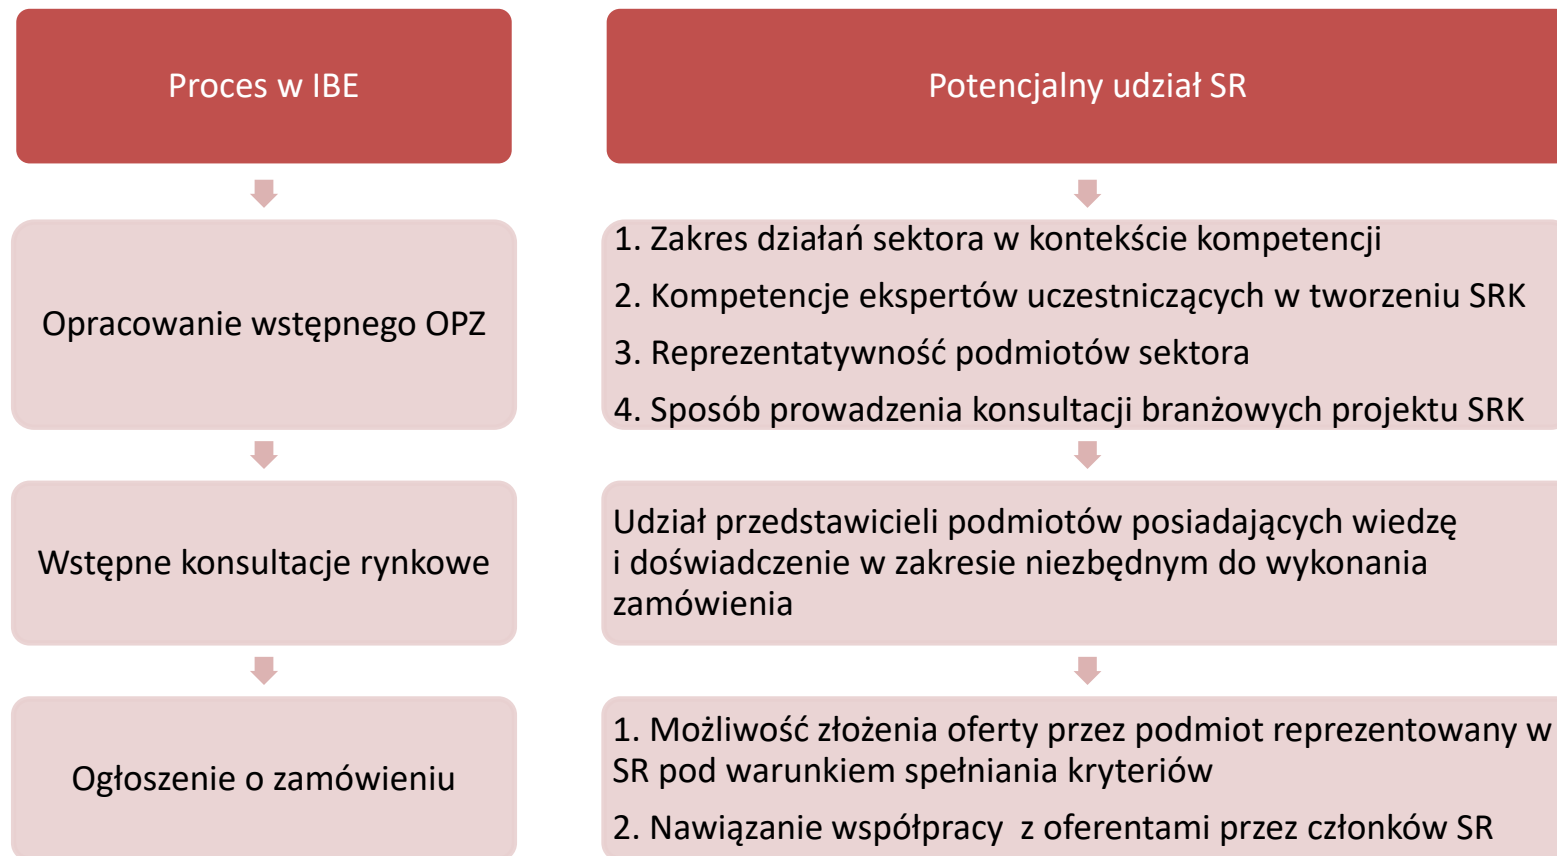 Proces w IBE
Potencjalny udział SR
Opracowanie wstępnego OPZ
1. Zakres działań sektora w kontekście kompetencji
2. Kompetencje ekspertów uczestniczących w tworzeniu SRK
3. Reprezentatywność podmiotów sektora
4. Sposób prowadzenia konsultacji branżowych projektu SRK
Wstępne konsultacje rynkowe
Udział przedstawicieli podmiotów posiadających wiedzę
i doświadczenie w zakresie niezbędnym do wykonania
zamówienia
Ogłoszenie o zamówieniu
1. Możliwość złożenia oferty przez podmiot reprezentowany w
SR pod warunkiem spełniania kryteriów
2. Nawiązanie współpracy  z oferentami przez członków SR